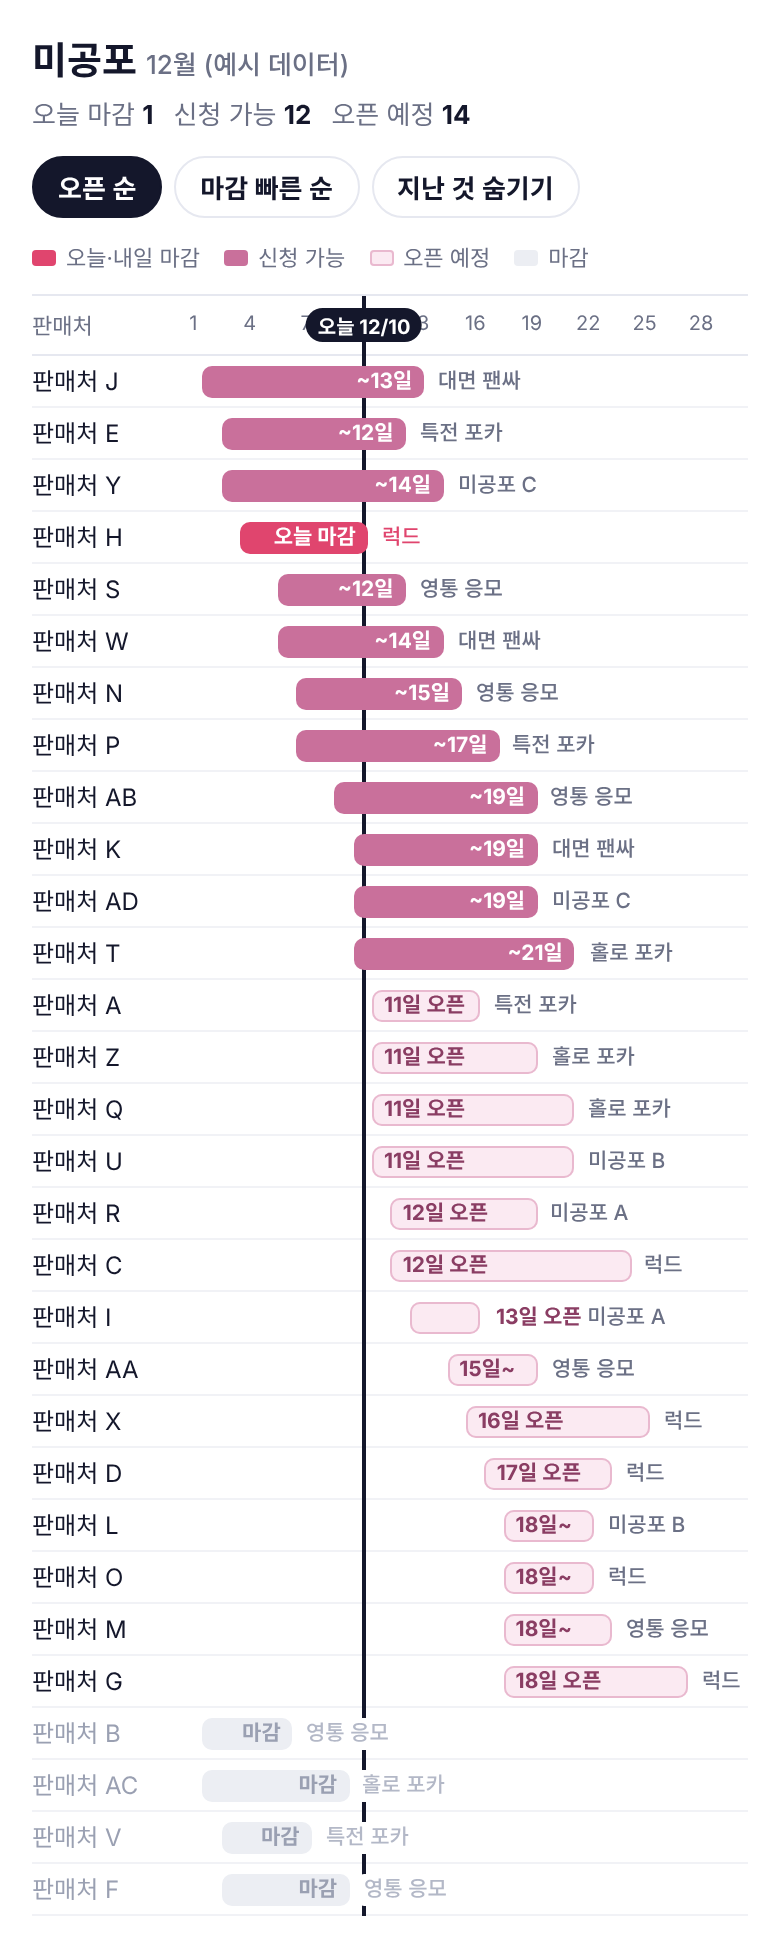 미공포 12월 (예시 데이터)
오늘 마감 1 신청 가능 12 오픈 예정 14
오픈 순 마감 빠른 순 지난 것 숨기기
오늘·내일 마감 신청 가능 오픈 예정 마감
판매처 1 4 7 오늘 12/10 3 16 19 22 25 28
판매처 J ~13일 대면 팬싸
판매처 E ~12일 특전 포카
판매처 Y ~14일 미공포 C
판매처 H 오늘 마감 럭드
판매처 S ~12일 영통 응모
판매처 W ~14일 대면 팬싸
판매처 N ~15일 영통 응모
판매처 P ~17일 특전 포카
판매처 AB ~19일 영통 응모
판매처 K ~19일 대면 팬싸
판매처 AD ~19일 미공포 C
판매처 T ~21일 홀로 포카
판매처 A 11일 오픈 특전 포카
판매처 Z 11일 오픈 홀로 포카
판매처 Q 11일 오픈 홀로 포카
판매처 U 11일 오픈 미공포 B
판매처 R 12일 오픈 미공포 A
판매처 C 12일 오픈 럭드
판매처 I 13일 오픈 미공포 A
판매처 AA 15일~ 영통 응모
판매처 X 16일 오픈 럭드
판매처 D 17일 오픈 럭드
판매처 L 18일~ 미공포 B
판매처 O 18일~ 럭드
판매처 M 18일~ 영통 응모
판매처 G 18일 오픈 럭드
판매처 B 마감 영통 응모
판매처 AC 마감 홀로 포카
판매처 V 마감 특전 포카
판매처 F 마감 영통 응모